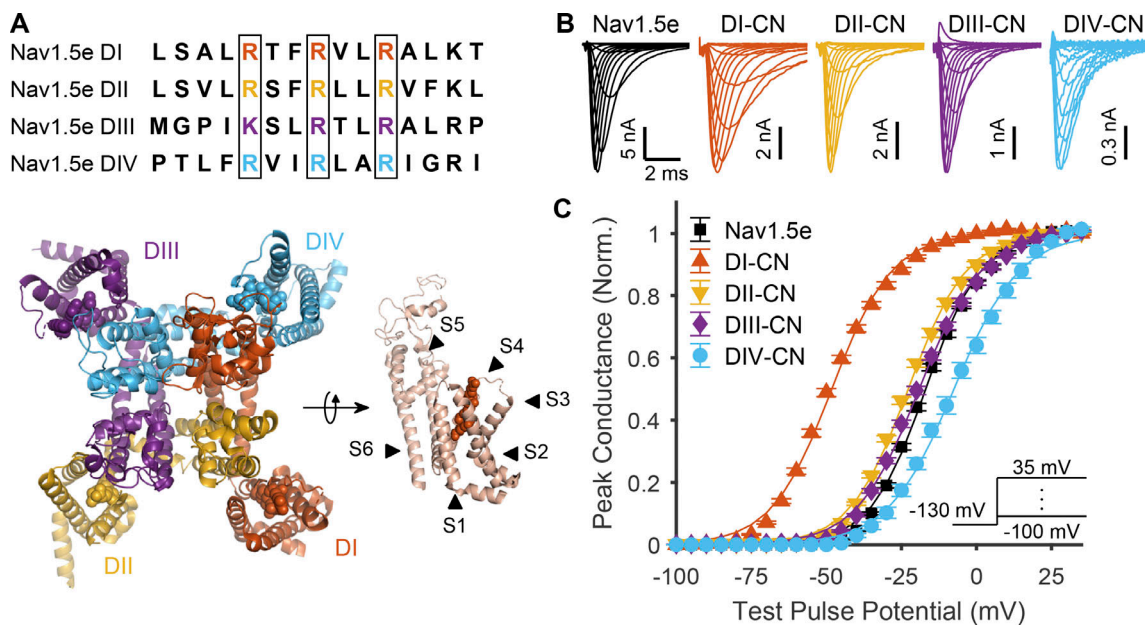 A
Nav1.5e DI L S A L R T F R V L R A L K T
Nav1.5e DII L S V L R S F R L L R V F K L
Nav1.5e DIII M G P I K S L R T L R A L R P
Nav1.5e DIV P T L F R V I R L A R I G R I
DIII
DIV
DII
DI
S5
S4
S3
S6
S2
S1
B
Nav1.5e DI-CN DII-CN DIII-CN DIV-CN
5 nA
2 ms
2 nA
2 nA
1 nA
0.3 nA
C
Peak Conductance (Norm.)
1
0.8
0.6
0.4
0.2
0
Nav1.5e
DI-CN
DII-CN
DIII-CN
DIV-CN
35 mV
-130 mV
-100 mV
-100 -75 -50 -25 0 25
Test Pulse Potential (mV)